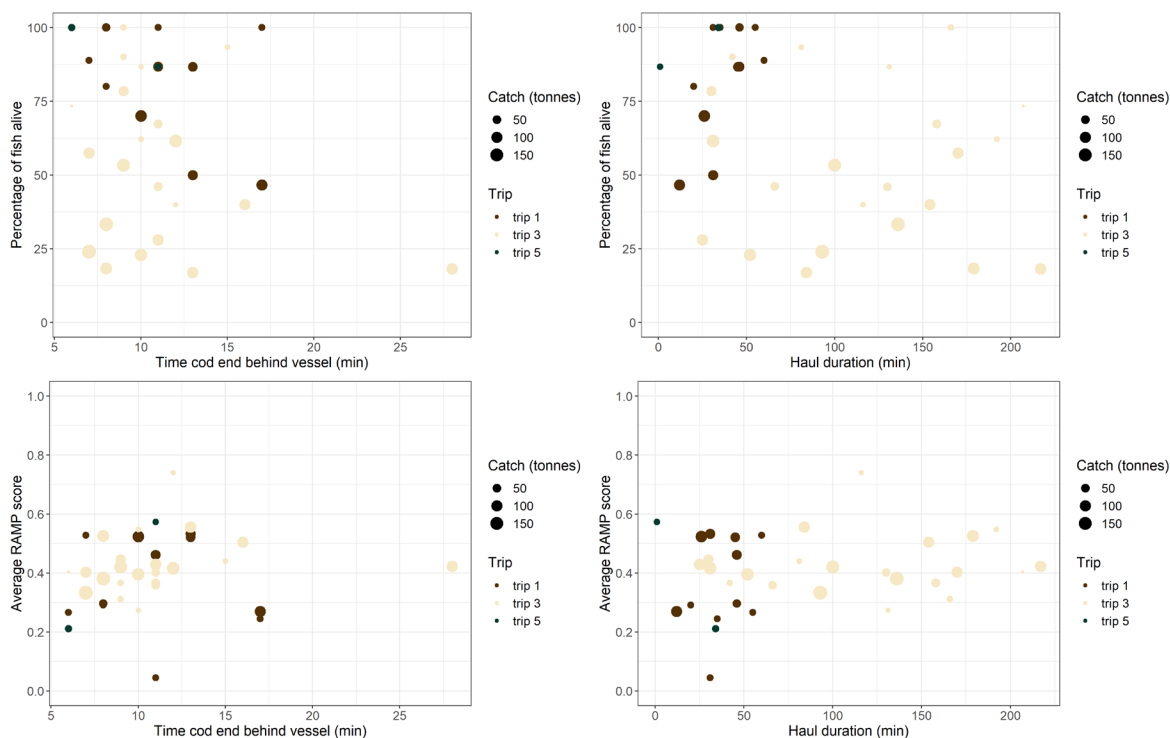 100
75
50
25
0
Percentage of fish alive
5
10
15
20
25
Time cod end behind vessel (min)
Catch (tonnes)
50
100
150
Trip
trip 1
trip 3
trip 5
100
75
50
25
0
Percentage of fish alive
0
50
100
150
200
Haul duration (min)
Catch (tonnes)
50
100
150
Trip
trip 1
trip 3
trip 5
1.0
0.8
0.6
0.4
0.2
0.0
Average RAMP score
10
15
20
25
Time cod end behind vessel (min)
Catch (tonnes)
50
100
150
Trip
trip 1
trip 3
trip 5
1.0
0.8
0.6
0.4
0.2
0.0
Average RAMP score
0
50
100
150
200
Haul duration (min)
Catch (tonnes)
50
100
150
Trip
trip 1
trip 3
trip 5